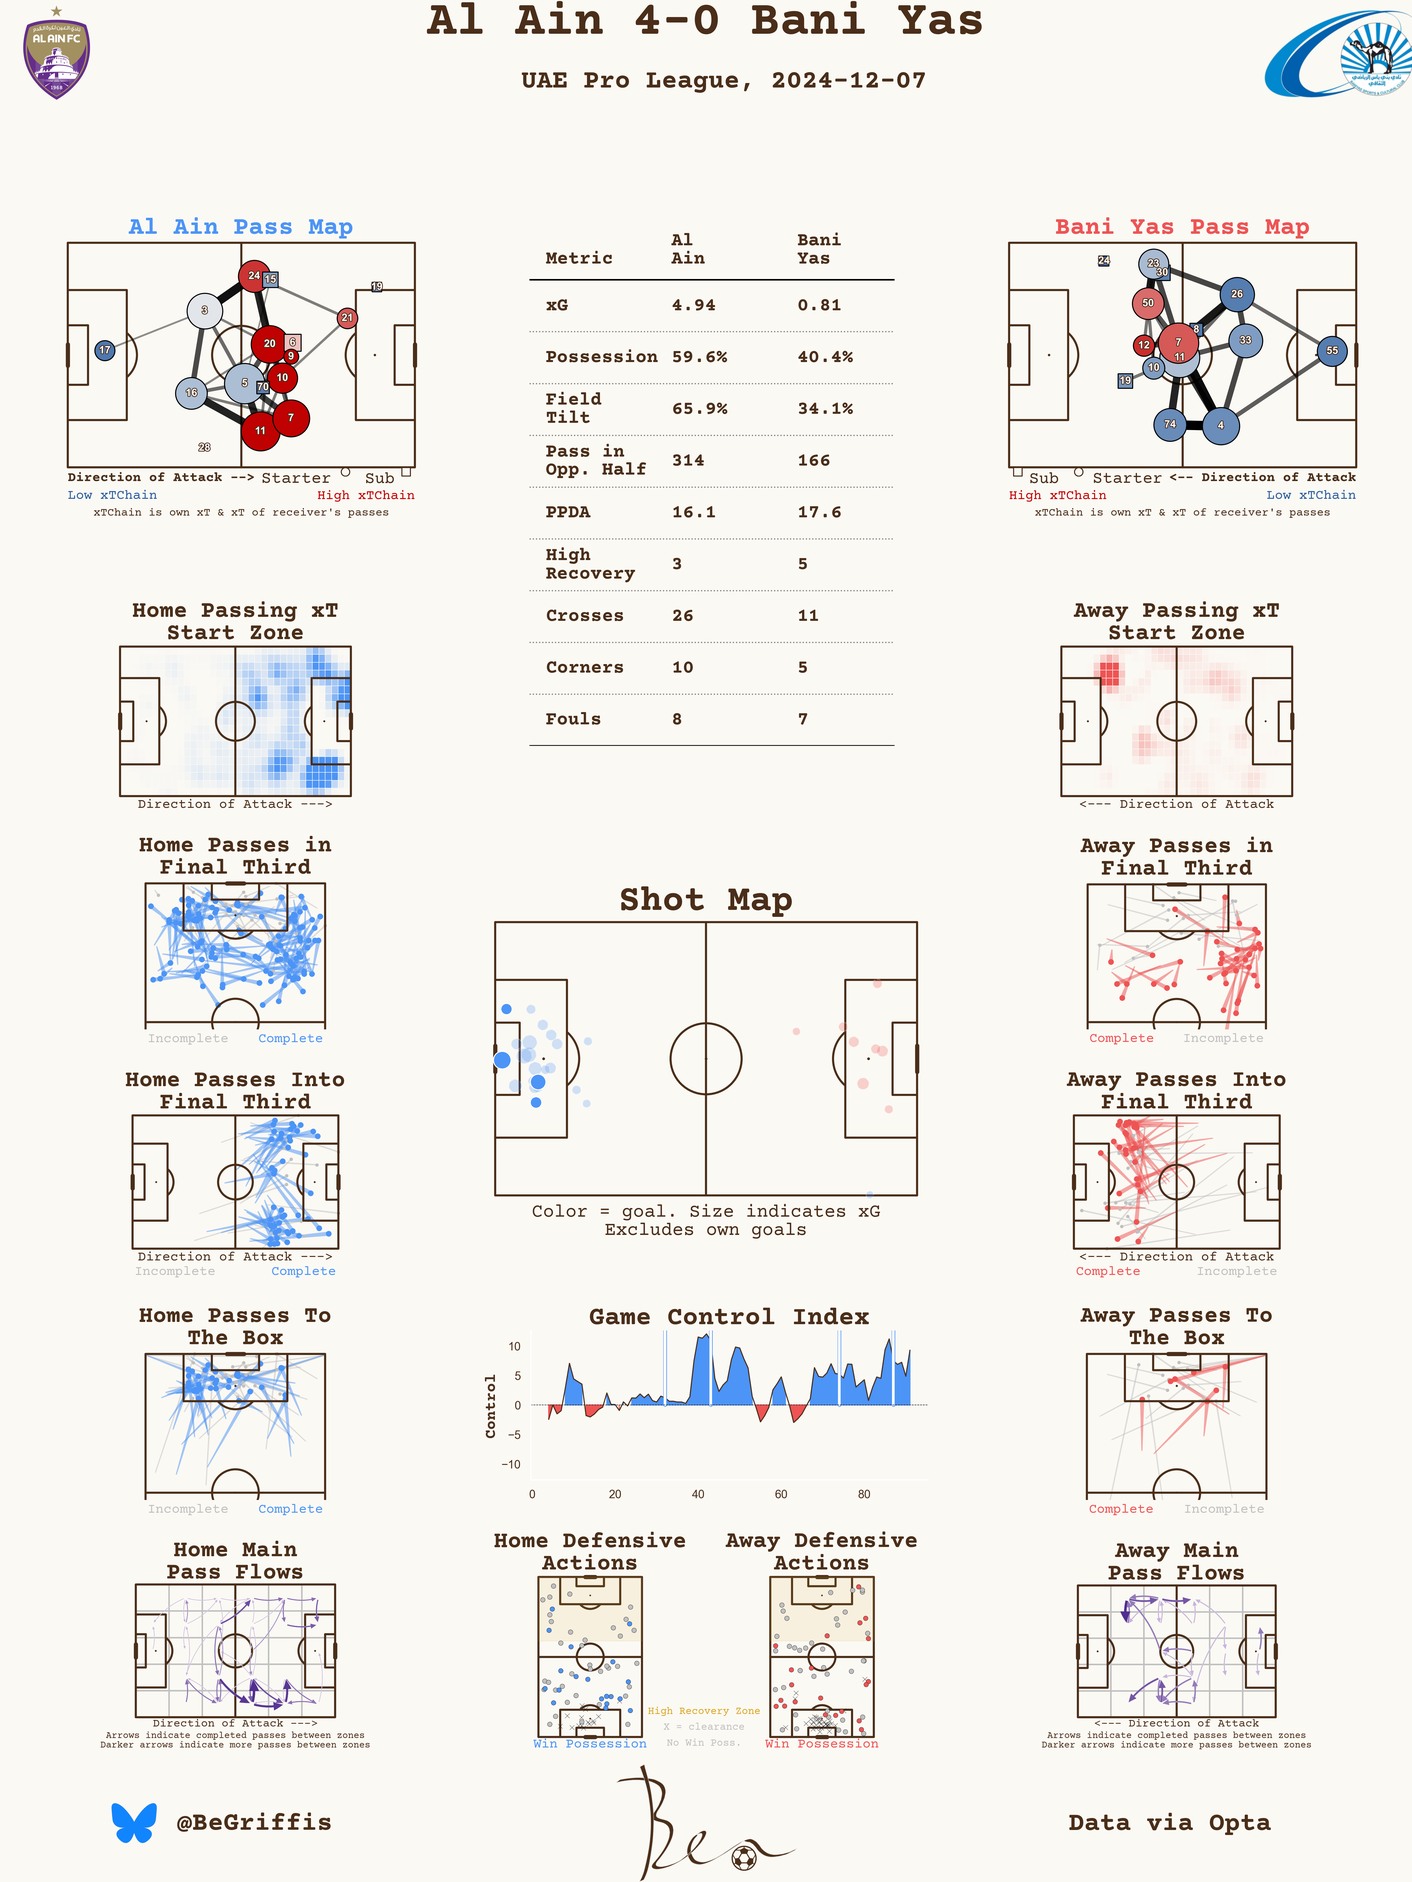 Al Ain 4-0 Bani Yas
UAE Pro League, 2024-12-07
AL AIN FC
1968
Al Ain Pass Map
24
15
19
3
21
17
20
6
9
10
5
70
16
7
11
28
Direction of Attack --> Starter Sub
Low xTChain High xTChain
xTChain is own xT & xT of receiver's passes
Metric Al Ain Bani Yas
xG 4.94 0.81
Possession 59.6% 40.4%
Field Tilt 65.9% 34.1%
Pass in Opp. Half 314 166
PPDA 16.1 17.6
High Recovery 3 5
Crosses 26 11
Corners 10 5
Fouls 8 7
Bani Yas Pass Map
24
23
30
50
26
8
12
7
33
11
55
10
19
74
4
Sub Starter <-- Direction of Attack
High xTChain Low xTChain
xTChain is own xT & xT of receiver's passes
Home Passing xT
Start Zone
Direction of Attack --->
Away Passing xT
Start Zone
<--- Direction of Attack
Home Passes in
Final Third
Incomplete Complete
Away Passes in
Final Third
Complete Incomplete
Shot Map
Color = goal. Size indicates xG
Excludes own goals
Home Passes Into
Final Third
Direction of Attack --->
Incomplete Complete
Away Passes Into
Final Third
<--- Direction of Attack
Complete Incomplete
Home Passes To
The Box
Incomplete Complete
Game Control Index
Control
10
5
0
−5
−10
0 20 40 60 80
Away Passes To
The Box
Complete Incomplete
Home Main
Pass Flows
Direction of Attack --->
Arrows indicate completed passes between zones
Darker arrows indicate more passes between zones
Home Defensive
Actions
Win Possession
High Recovery Zone
X = clearance
No Win Poss.
Away Defensive
Actions
Win Possession
Away Main
Pass Flows
<--- Direction of Attack
Arrows indicate completed passes between zones
Darker arrows indicate more passes between zones
@BeGriffis
Ben
Data via Opta